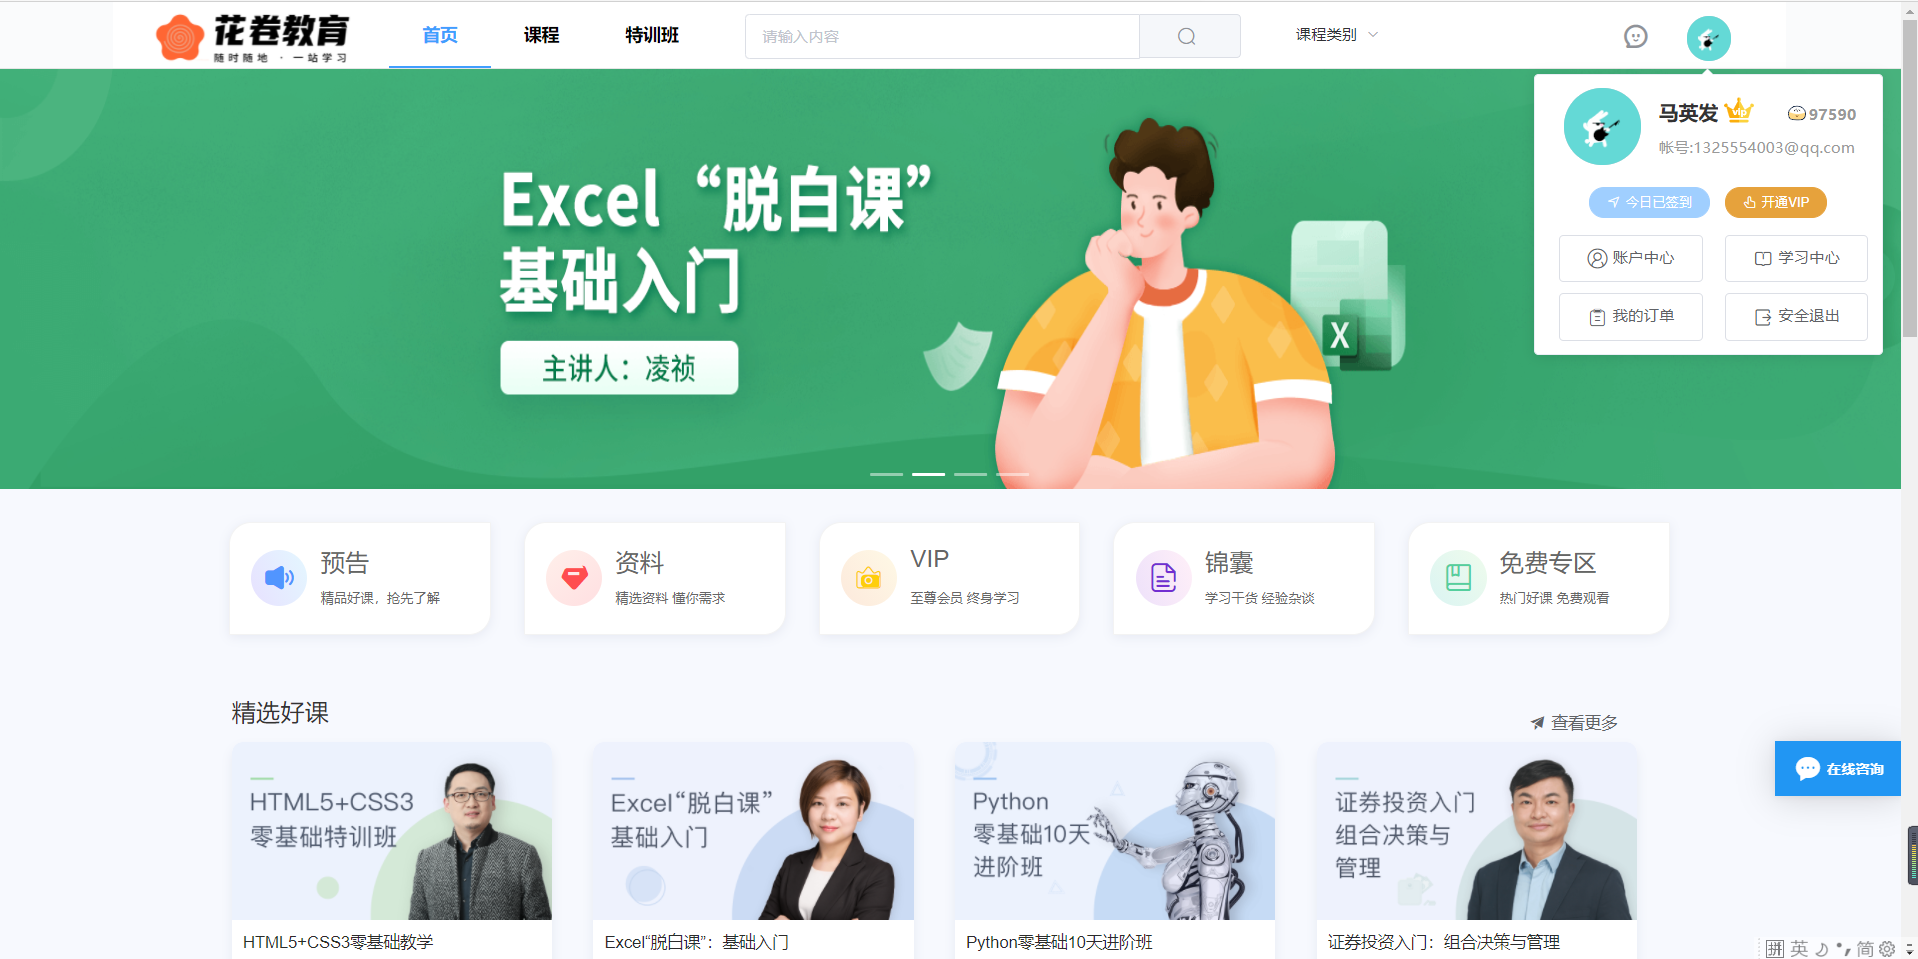 花卷教育
随时随地 · 一站学习
首页
课程
特训班
请输入内容
课程类别
马英发
vip
97590
帐号:1325554003@qq.com
今日已签到
开通VIP
账户中心
学习中心
我的订单
安全退出
Excel“脱白课”
基础入门
主讲人：凌祯
X
预告
精品好课，抢先了解
资料
精选资料 懂你需求
VIP
至尊会员 终身学习
锦囊
学习干货 经验杂谈
免费专区
热门好课 免费观看
精选好课
查看更多
在线咨询
HTML5+CSS3
零基础特训班
Excel“脱白课”
基础入门
Python
零基础10天
进阶班
证券投资入门
组合决策与
管理
HTML5+CSS3零基础教学
Excel“脱白课”：基础入门
Python零基础10天进阶班
证券投资入门：组合决策与管理
拼 英 简